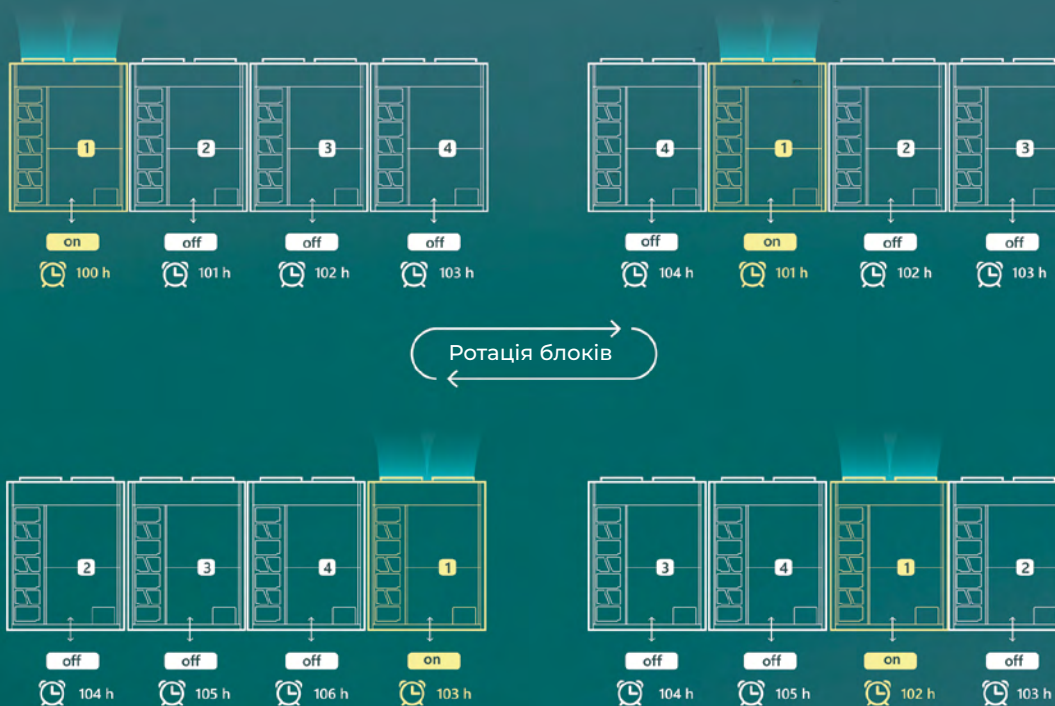 1 2 3 4
on off off off
100 h 101 h 102 h 103 h
4 1 2 3
off on off off
104 h 101 h 102 h 103 h
Ротація блоків
2 3 4 1
off off off on
104 h 105 h 106 h 103 h
3 4 1 2
off off on off
104 h 105 h 102 h 103 h